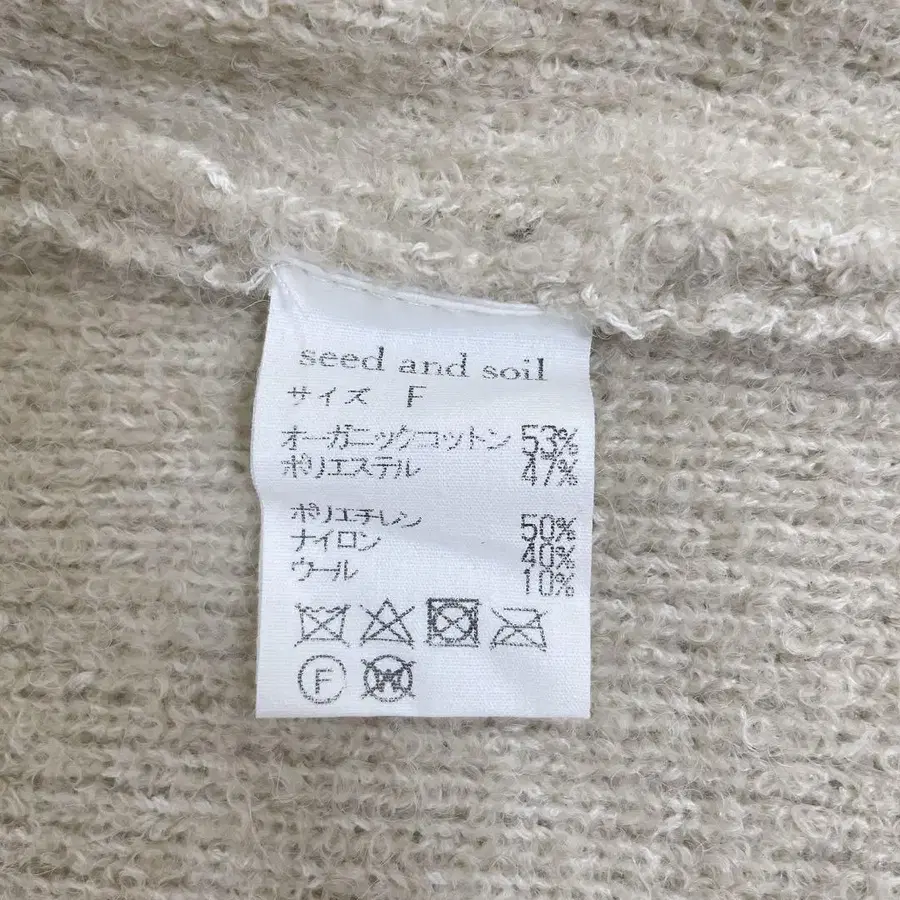 seed and soil
サイズ F
オーガニックコットン 53%
ポリエステル 47%
ポリエチレン 50%
ナイロン 40%
ウール 10%
F
W